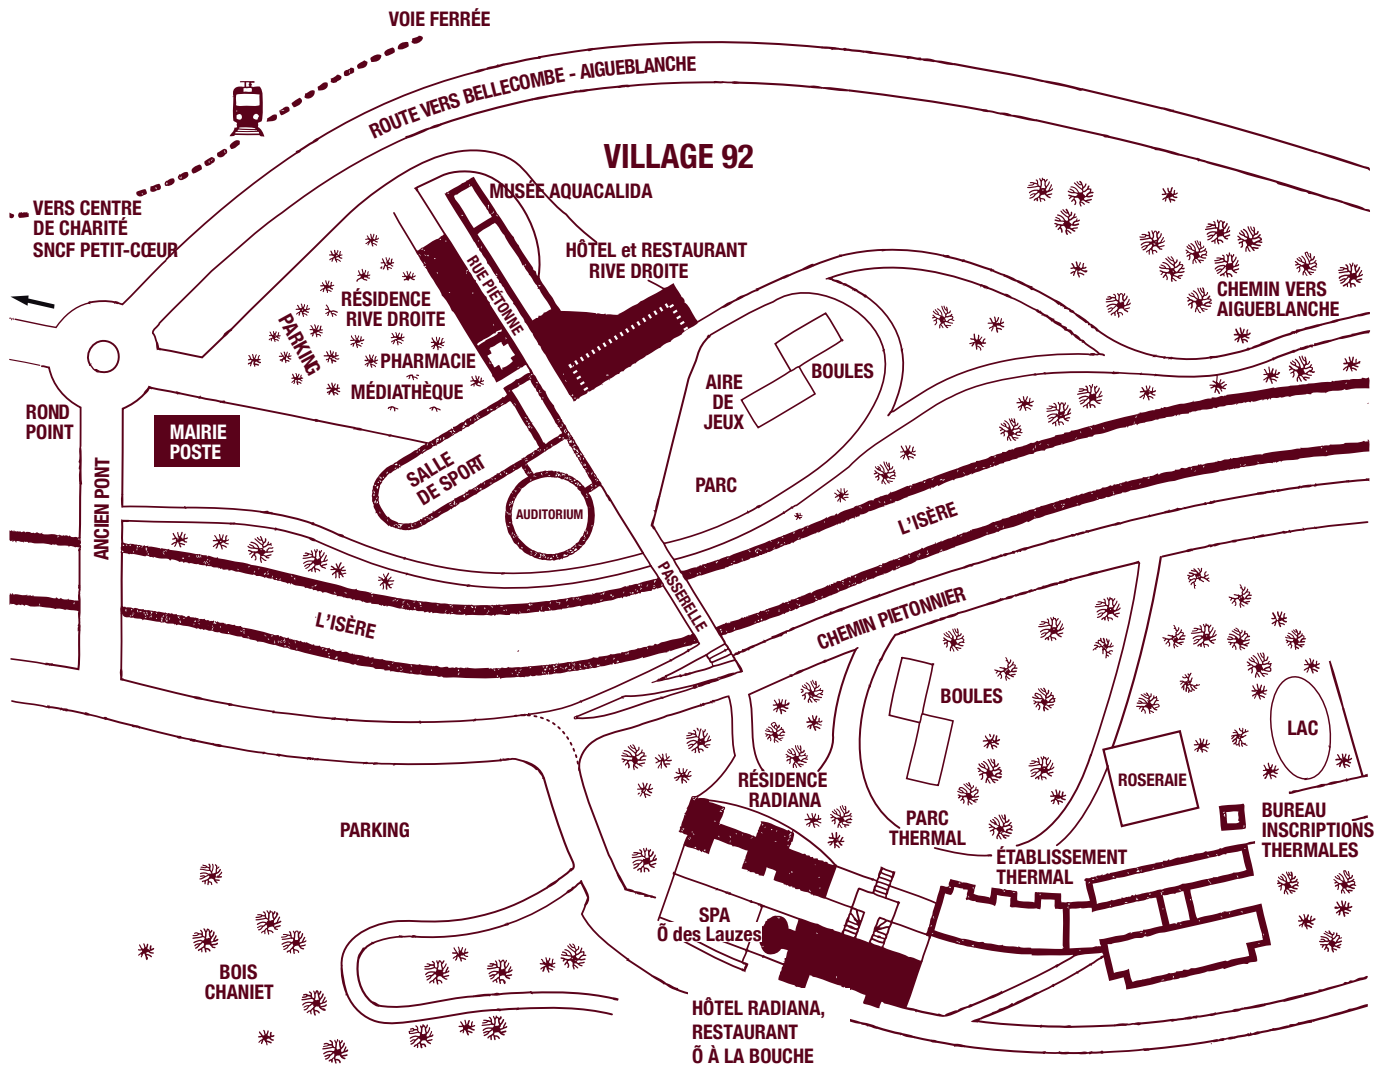 VOIE FERRÉE
ROUTE VERS BELLECOMBE - AIGUEBLANCHE
VILLAGE 92
MUSÉE AQUACALIDA
VERS CENTRE
DE CHARITÉ
SNCF PETIT-CŒUR
HÔTEL et RESTAURANT
RIVE DROITE
RUE PIÉTONNE
CHEMIN VERS
AIGUEBLANCHE
RÉSIDENCE
RIVE DROITE
PARKING
PHARMACIE
MÉDIATHÈQUE
BOULES
AIRE
DE
JEUX
ROND
POINT
MAIRIE
POSTE
SALLE
DE SPORT
PARC
AUDITORIUM
ANCIEN PONT
L'ISÈRE
PASSERELLE
L'ISÈRE
CHEMIN PIETONNIER
BOULES
LAC
RÉSIDENCE
RADIANA
ROSERAIE
PARKING
PARC
THERMAL
BUREAU
INSCRIPTIONS
THERMALES
ÉTABLISSEMENT
THERMAL
SPA
Õ des Lauzes
BOIS
CHANIET
HÔTEL RADIANA,
RESTAURANT
Õ À LA BOUCHE